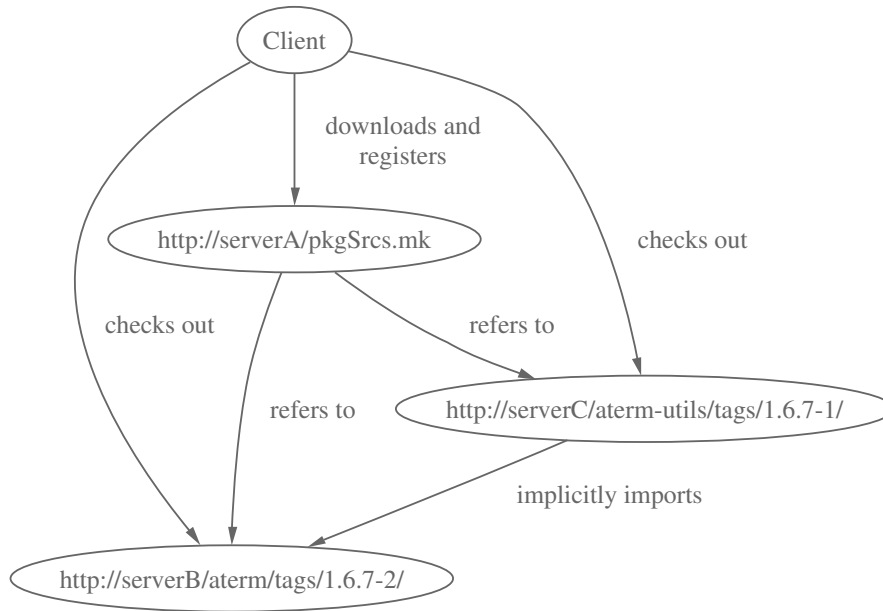 Client
downloads and
registers
http://serverA/pkgSrcs.mk
checks out
checks out
refers to
refers to
http://serverC/aterm-utils/tags/1.6.7-1/
implicitly imports
http://serverB/aterm/tags/1.6.7-2/